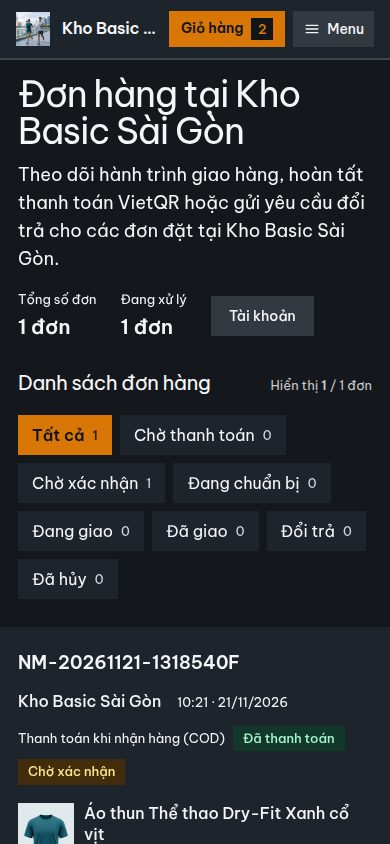 Kho Basic ...
Giỏ hàng 2
Menu
Đơn hàng tại Kho
Basic Sài Gòn
Theo dõi hành trình giao hàng, hoàn tất
thanh toán VietQR hoặc gửi yêu cầu đổi
trả cho các đơn đặt tại Kho Basic Sài
Gòn.
Tổng số đơn
1 đơn
Đang xử lý
1 đơn
Tài khoản
Danh sách đơn hàng
Hiển thị 1 / 1 đơn
Tất cả 1
Chờ thanh toán 0
Chờ xác nhận 1
Đang chuẩn bị 0
Đang giao 0
Đã giao 0
Đổi trả 0
Đã hủy 0
NM-20261121-1318540F
Kho Basic Sài Gòn 10:21 · 21/11/2026
Thanh toán khi nhận hàng (COD) Đã thanh toán
Chờ xác nhận
Áo thun Thể thao Dry-Fit Xanh cổ
vịt